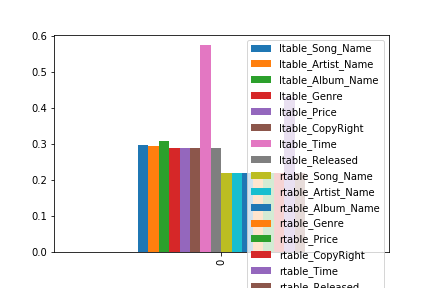 0.6
0.5
0.4
0.3
0.2
0.1
0.0
0
ltable_Song_Name
ltable_Artist_Name
ltable_Album_Name
ltable_Genre
ltable_Price
ltable_CopyRight
ltable_Time
ltable_Released
rtable_Song_Name
rtable_Artist_Name
rtable_Album_Name
rtable_Genre
rtable_Price
rtable_CopyRight
rtable_Time
rtable_Released